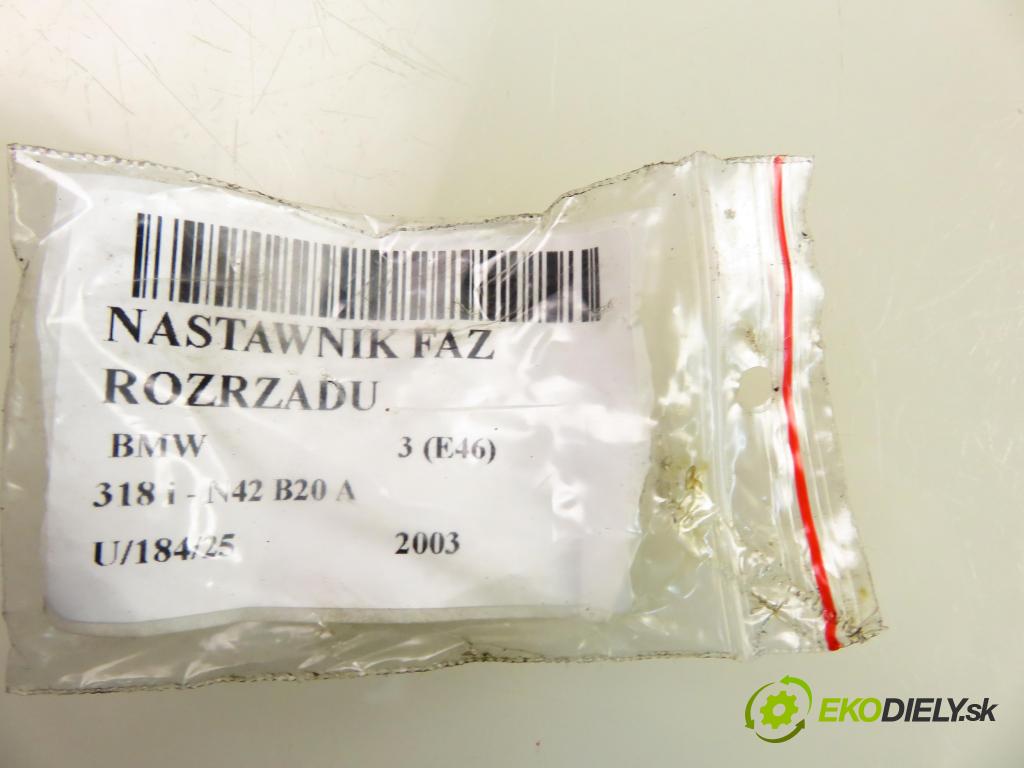 NASTAWNIK FAZ
ROZRZADU
BMW 3 (E46)
318 i - N42 B20 A
U/184/25 2003
EKODIELY.sk